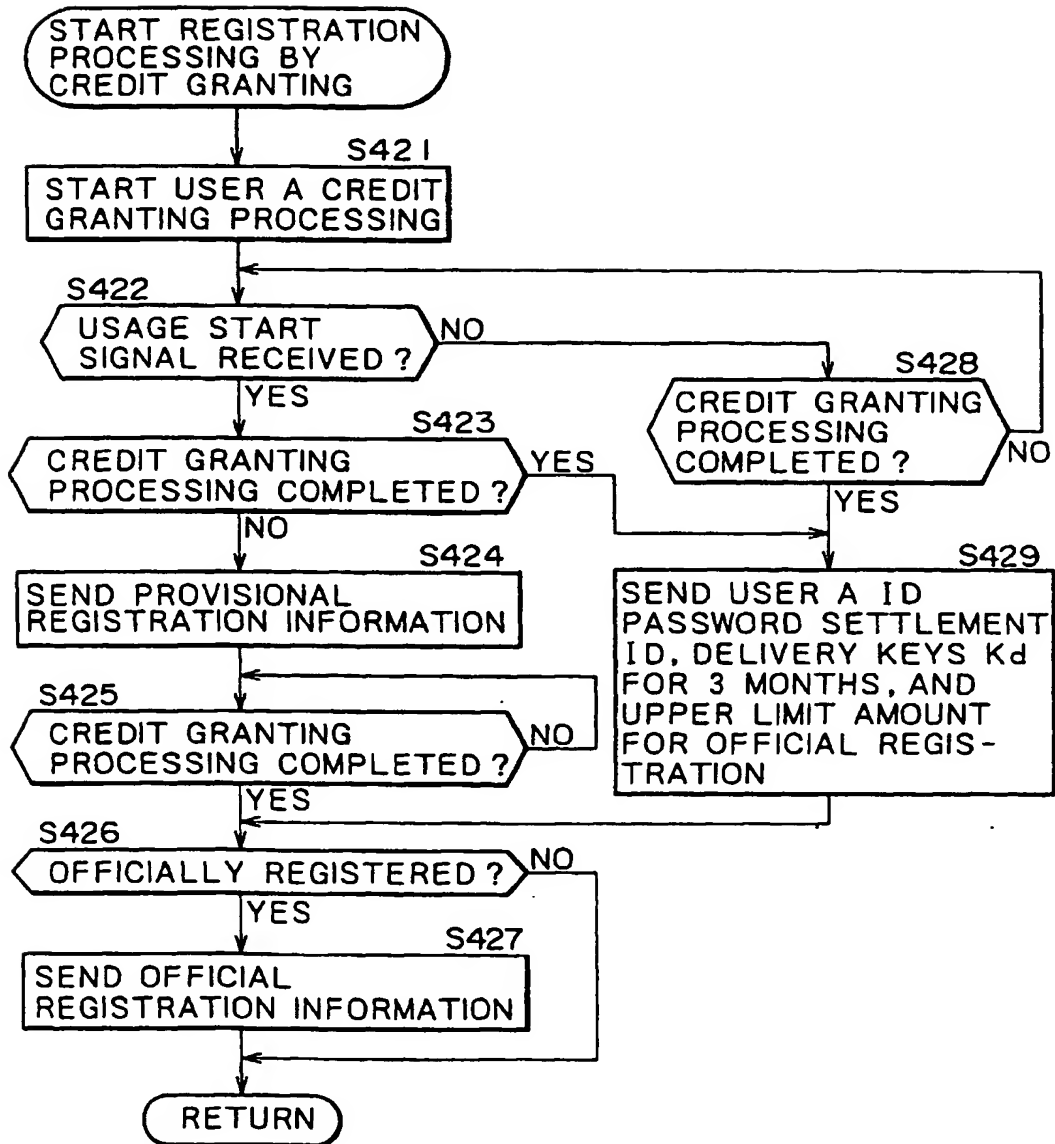 START REGISTRATION
PROCESSING BY
CREDIT GRANTING
S421
START USER A CREDIT
GRANTING PROCESSING
S422
USAGE START
SIGNAL RECEIVED?
NO
YES
S428
CREDIT GRANTING
PROCESSING
COMPLETED?
NO
YES
S423
CREDIT GRANTING
PROCESSING COMPLETED?
YES
NO
S424
SEND PROVISIONAL
REGISTRATION INFORMATION
S429
SEND USER A ID
PASSWORD SETTLEMENT
ID, DELIVERY KEYS Kd
FOR 3 MONTHS, AND
UPPER LIMIT AMOUNT
FOR OFFICIAL REGIS-
TRATION
S425
CREDIT GRANTING
PROCESSING COMPLETED?
NO
YES
S426
OFFICIALLY REGISTERED?
NO
YES
S427
SEND OFFICIAL
REGISTRATION INFORMATION
RETURN